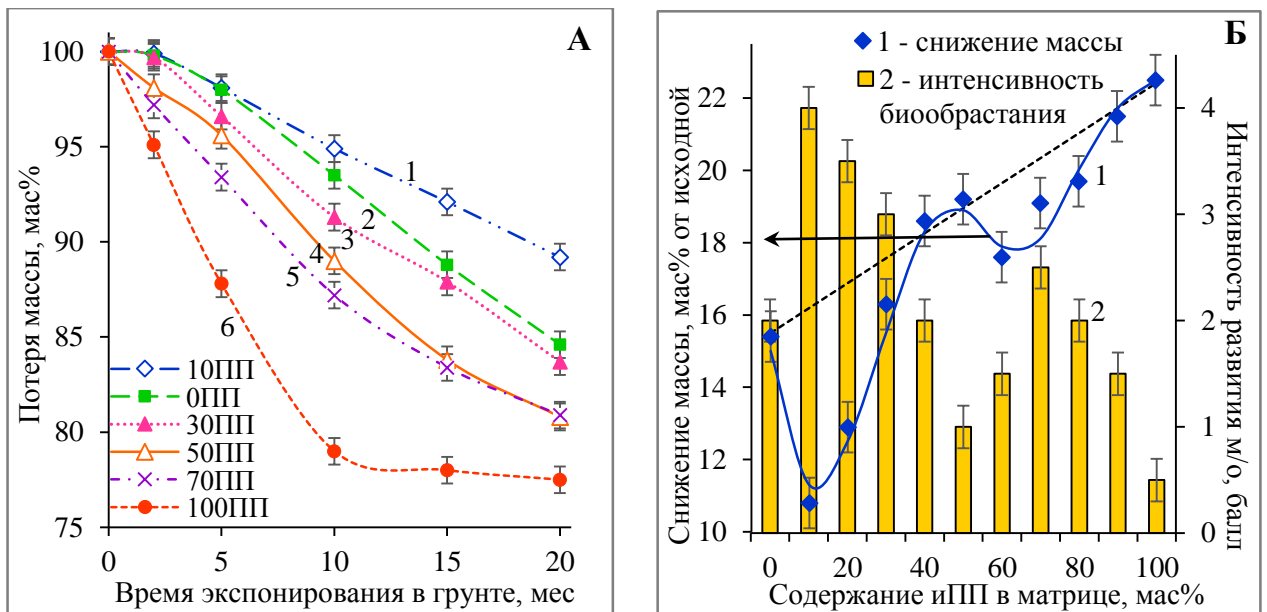 А
Потеря массы, мас%
100
95
90
85
80
75
1
2
3
4
5
6
10ПП
0ПП
30ПП
50ПП
70ПП
100ПП
0
5
10
15
20
Время экспонирования в грунте, мес
Б
1 - снижение массы
2 - интенсивность
биообрастания
Снижение массы, мас% от исходной
22
20
18
16
14
12
10
1
2
4
3
2
1
0
Интенсивность развития м/о, балл
0
20
40
60
80
100
Содержание иПП в матрице, мас%